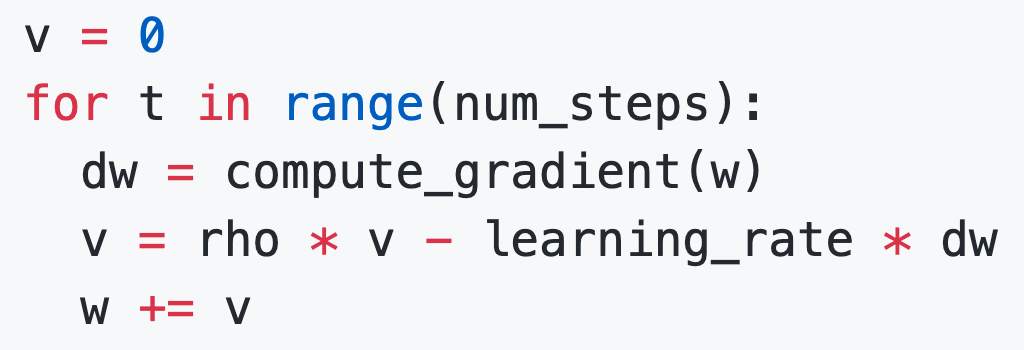 v = 0
for t in range(num_steps):
  dw = compute_gradient(w)
  v = rho * v - learning_rate * dw
  w += v